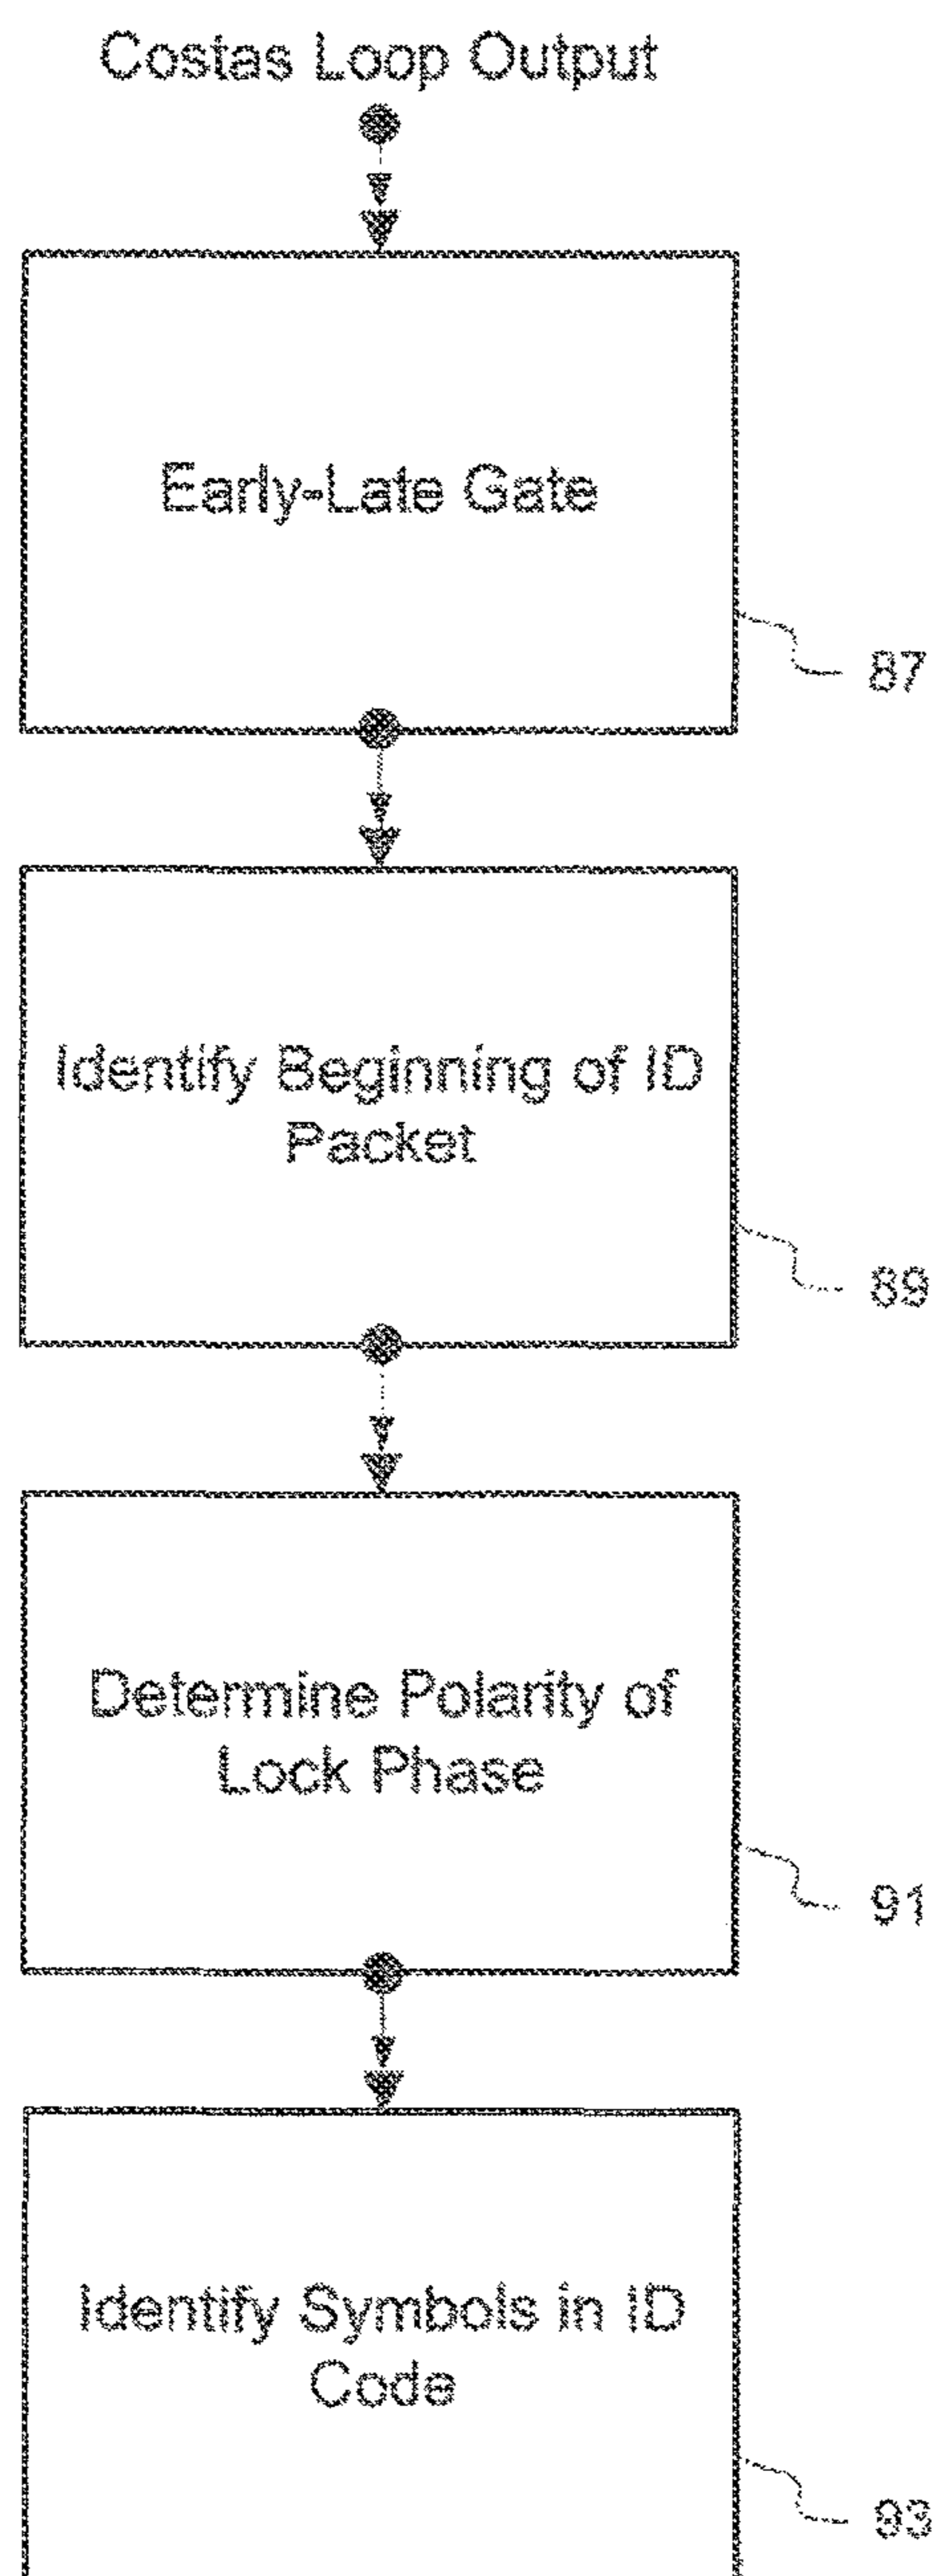 Costas Loop Output
Early-Late Gate
87
Identify Beginning of ID
Packet
89
Determine Polarity of
Lock Phase
91
Identify Symbols in ID
Code
93